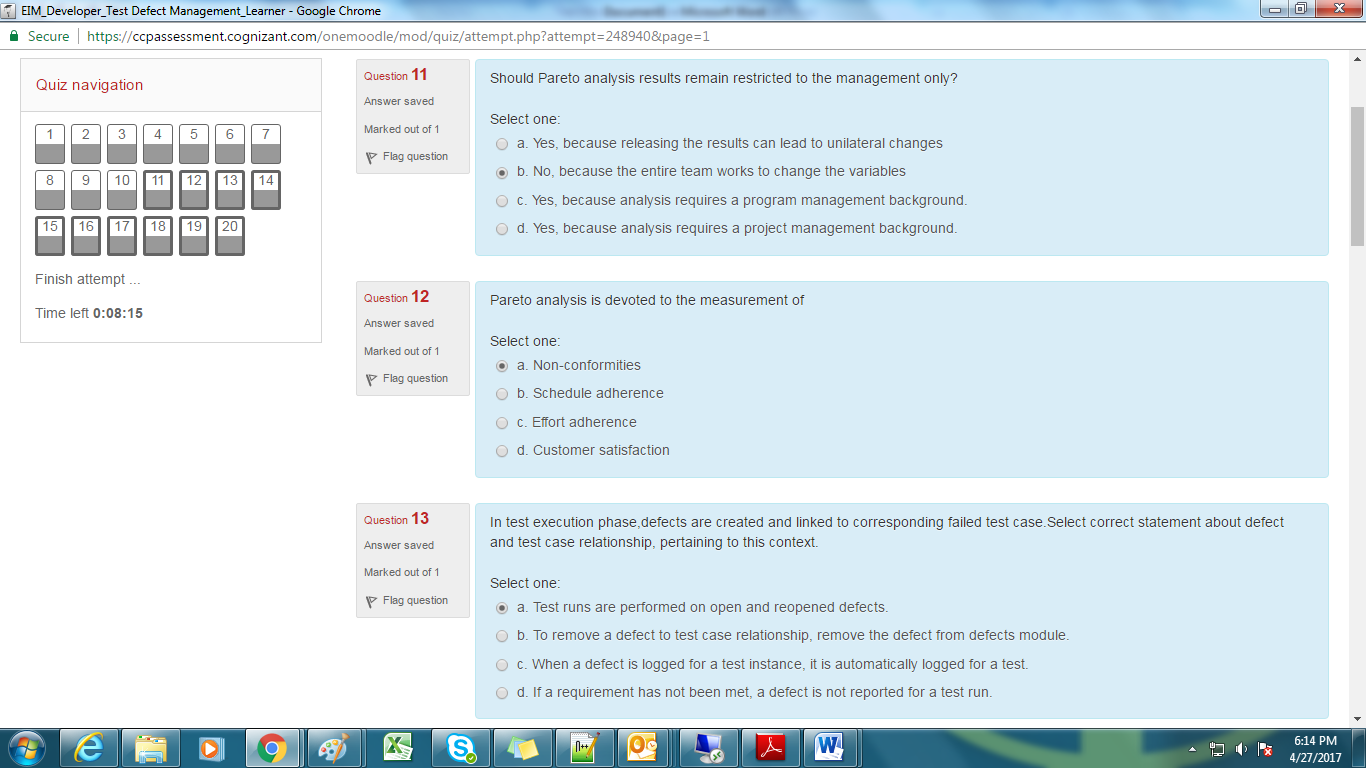 EIM_Developer_Test Defect Management_Learner - Google Chrome
Secure
https://ccpassessment.cognizant.com/onemoodle/mod/quiz/attempt.php?attempt=248940&page=1
Quiz navigation
1 2 3 4 5 6 7
8 9 10 11 12 13 14
15 16 17 18 19 20
Finish attempt ...
Time left 0:08:15
Question 11
Answer saved
Marked out of 1
Flag question
Should Pareto analysis results remain restricted to the management only?
Select one:
a. Yes, because releasing the results can lead to unilateral changes
b. No, because the entire team works to change the variables
c. Yes, because analysis requires a program management background.
d. Yes, because analysis requires a project management background.
Question 12
Answer saved
Marked out of 1
Flag question
Pareto analysis is devoted to the measurement of
Select one:
a. Non-conformities
b. Schedule adherence
c. Effort adherence
d. Customer satisfaction
Question 13
Answer saved
Marked out of 1
Flag question
In test execution phase,defects are created and linked to corresponding failed test case.Select correct statement about defect
and test case relationship, pertaining to this context.
Select one:
a. Test runs are performed on open and reopened defects.
b. To remove a defect to test case relationship, remove the defect from defects module.
c. When a defect is logged for a test instance, it is automatically logged for a test.
d. If a requirement has not been met, a defect is not reported for a test run.
6:14 PM
4/27/2017